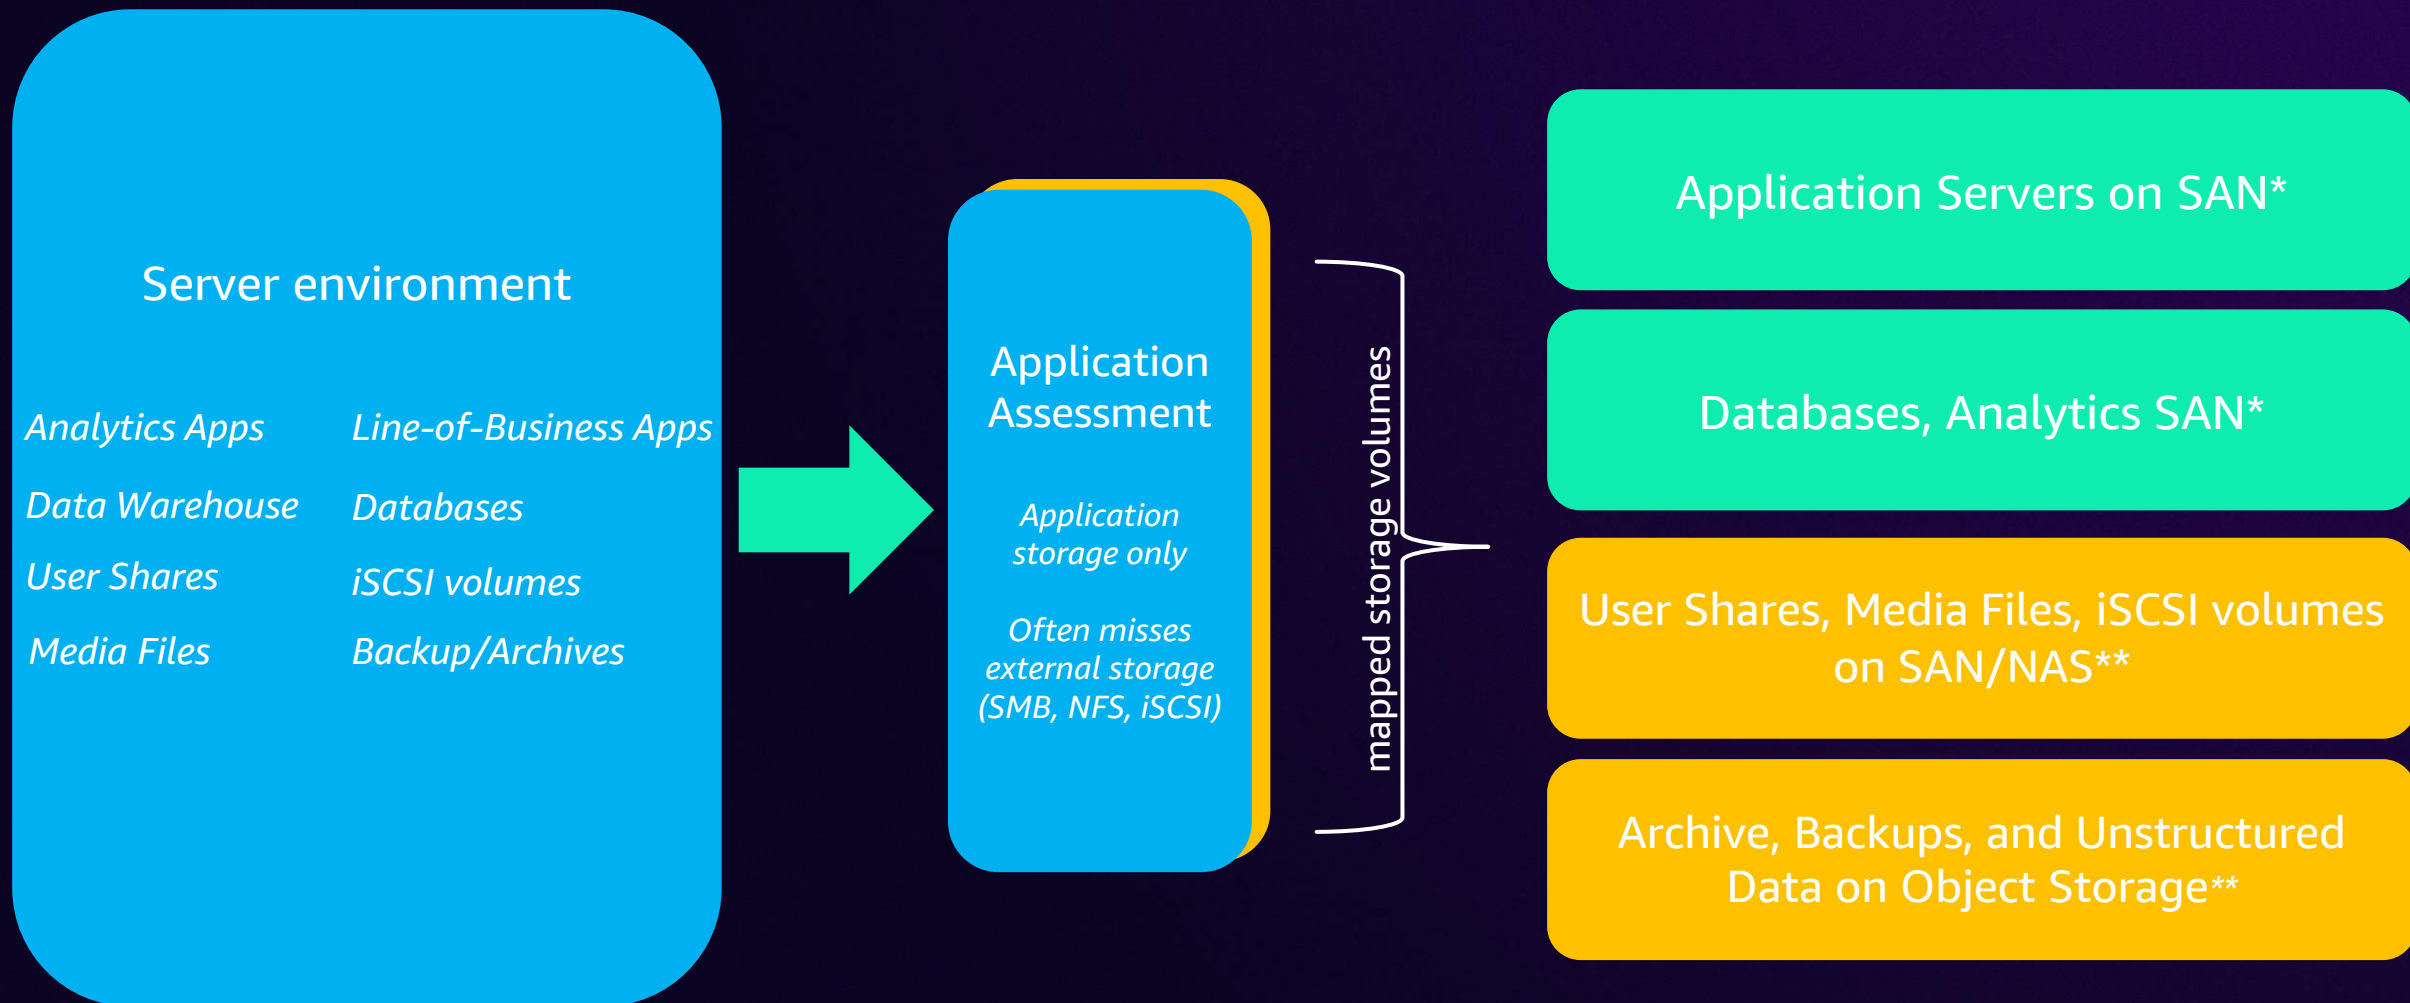 Server environment
Analytics Apps
Line-of-Business Apps
Data Warehouse
Databases
User Shares
iSCSI volumes
Media Files
Backup/Archives
Application
Assessment
Application
storage only
Often misses
external storage
(SMB, NFS, iSCSI)
mapped storage volumes
Application Servers on SAN*
Databases, Analytics SAN*
User Shares, Media Files, iSCSI volumes
on SAN/NAS**
Archive, Backups, and Unstructured
Data on Object Storage**